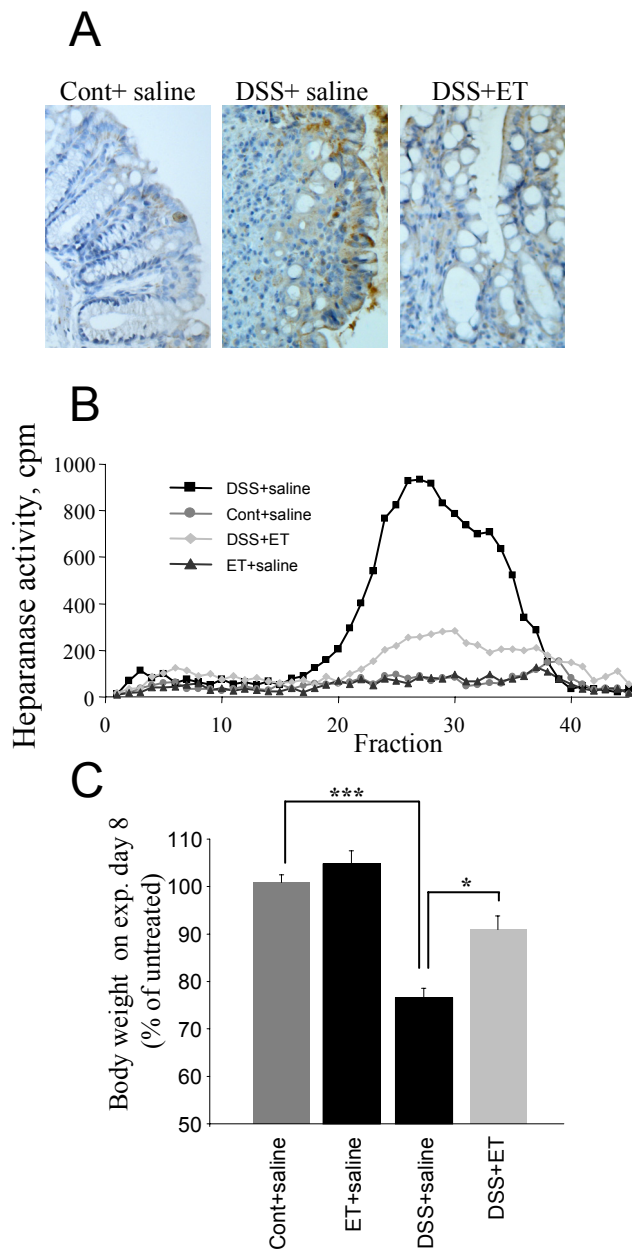 A
Cont+ saline DSS+ saline DSS+ET
B
Heparanase activity, cpm
1000
800
600
400
200
0
DSS+saline
Cont+saline
DSS+ET
ET+saline
0 10 20 30 40
Fraction
C
Body weight on exp. day 8
(% of untreated)
110
100
90
80
70
60
50
***
*
Cont+saline
ET+saline
DSS+saline
DSS+ET